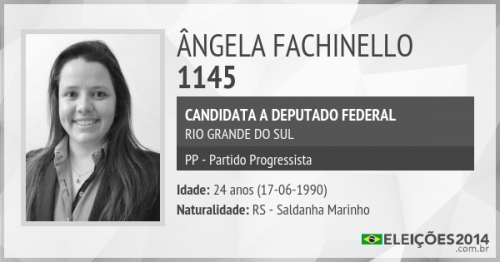 ÂNGELA FACHINELLO
1145
CANDIDATA A DEPUTADO FEDERAL
RIO GRANDE DO SUL
PP - Partido Progressista
Idade: 24 anos (17-06-1990)
Naturalidade: RS - Saldanha Marinho
ELEIÇÕES2014
.com.br